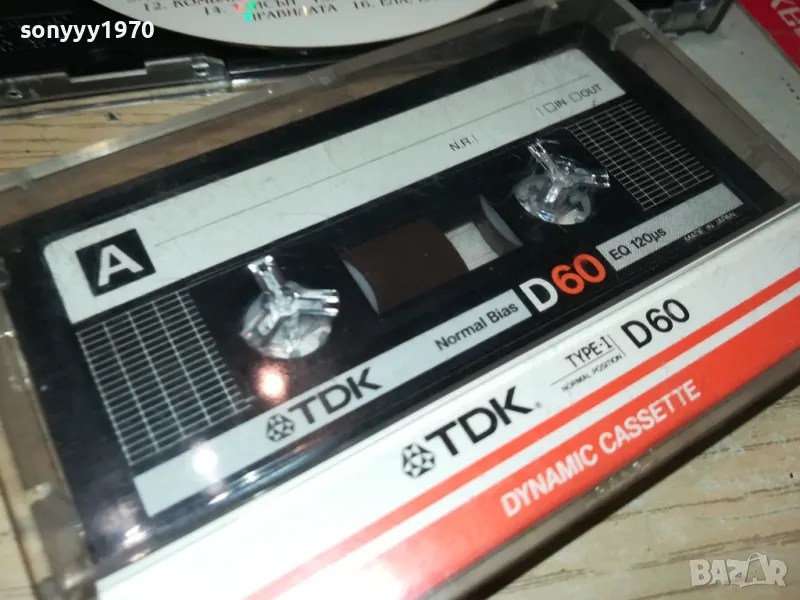 sonyyy1970
A
N.R.
IN OUT
TDK
Normal Bias
D60
EQ 120µs
MADE IN JAPAN
TDK
TYPE-I
NORMAL POSITION
D60
DYNAMIC CASSETTE
BAZAR